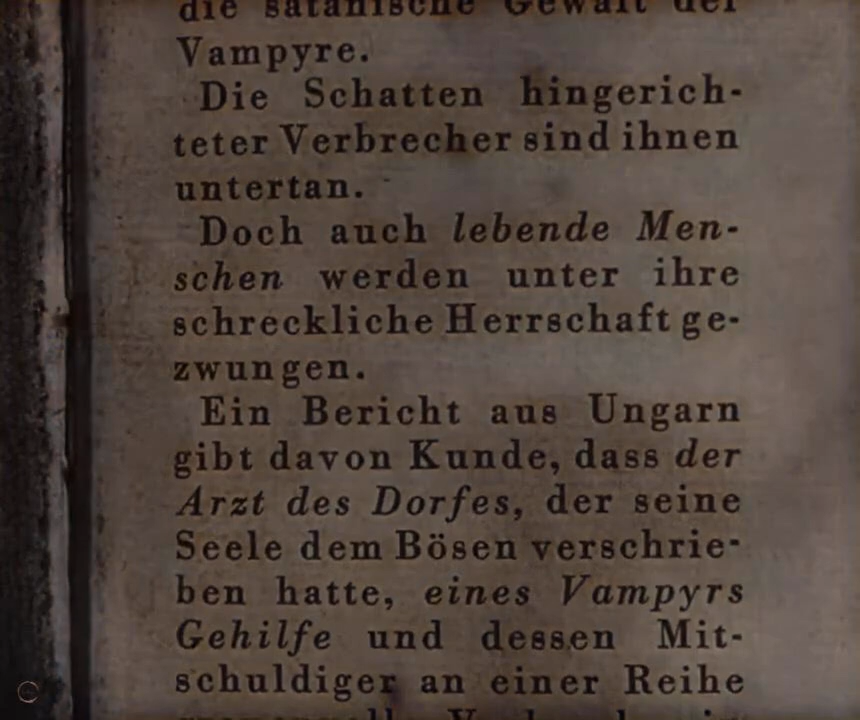 die satanische Gewalt der
Vampyre.
Die Schatten hingerich-
teter Verbrecher sind ihnen
untertan.
Doch auch lebende Men-
schen werden unter ihre
schreckliche Herrschaft ge-
zwungen.
Ein Bericht aus Ungarn
gibt davon Kunde, dass der
Arzt des Dorfes, der seine
Seele dem Bösen verschrie-
ben hatte, eines Vampyrs
Gehilfe und dessen Mit-
schuldiger an einer Reihe